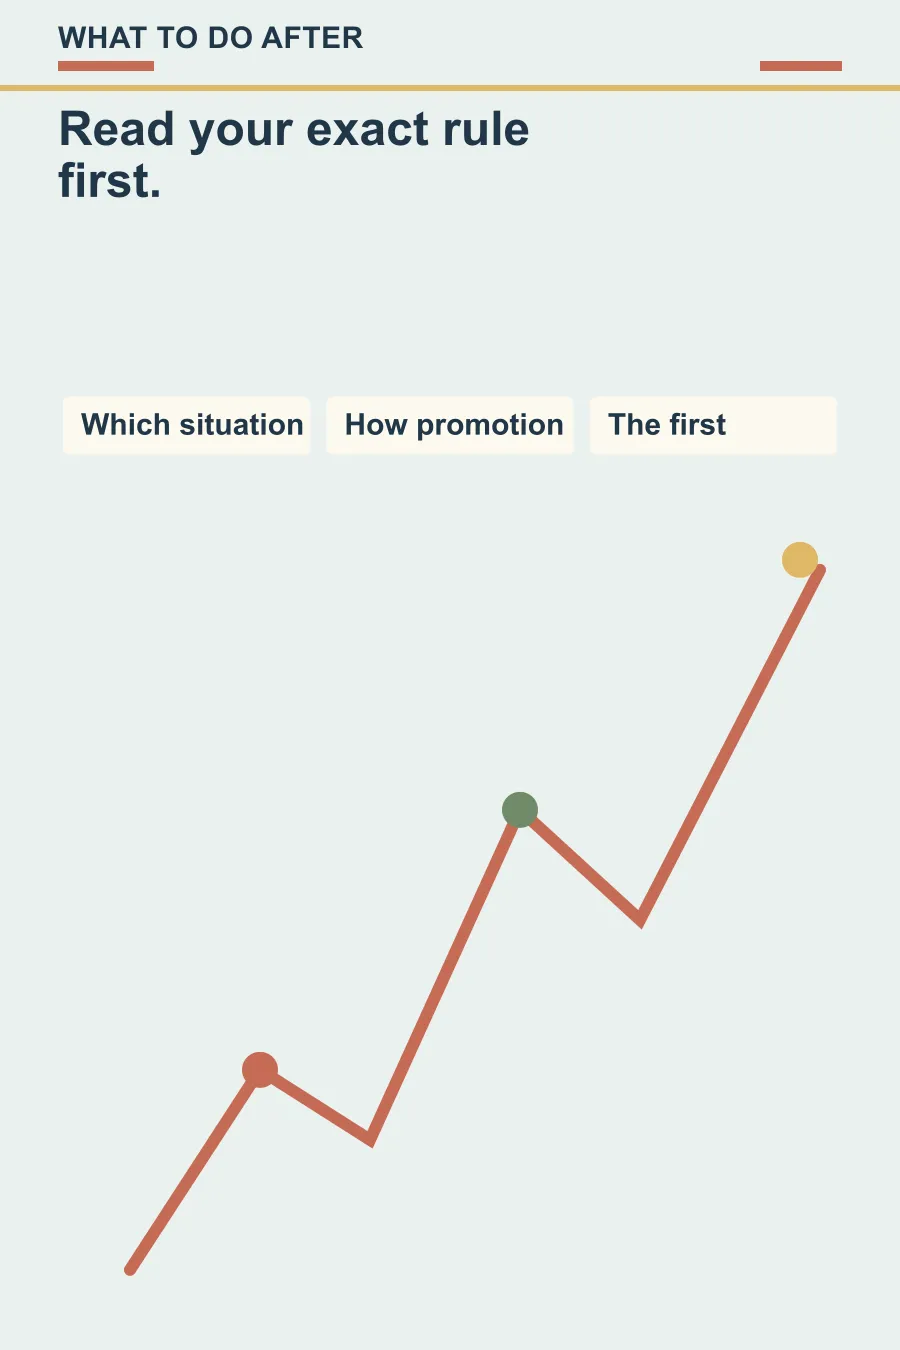 WHAT TO DO AFTER
Read your exact rule
first.
Which situation
How promotion
The first